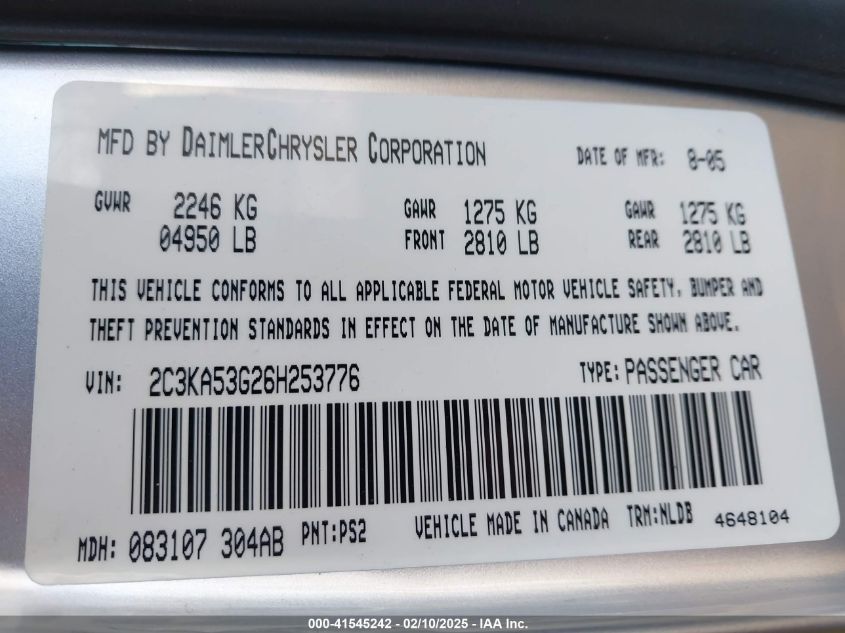 MFD BY DAIMLERCHRYSLER CORPORATION DATE OF MFR: 8-05
GVWR 2246 KG GAWR 1275 KG GAWR 1275 KG
04950 LB FRONT 2810 LB REAR 2810 LB
THIS VEHICLE CONFORMS TO ALL APPLICABLE FEDERAL MOTOR VEHICLE SAFETY, BUMPER AND
THEFT PREVENTION STANDARDS IN EFFECT ON THE DATE OF MANUFACTURE SHOWN ABOVE.
VIN: 2C3KA53G26H253776 TYPE: PASSENGER CAR
MDH: 083107 304AB PNT:PS2 VEHICLE MADE IN CANADA TRM:NLDB 4648104
000-41545242 - 02/10/2025 - IAA Inc.